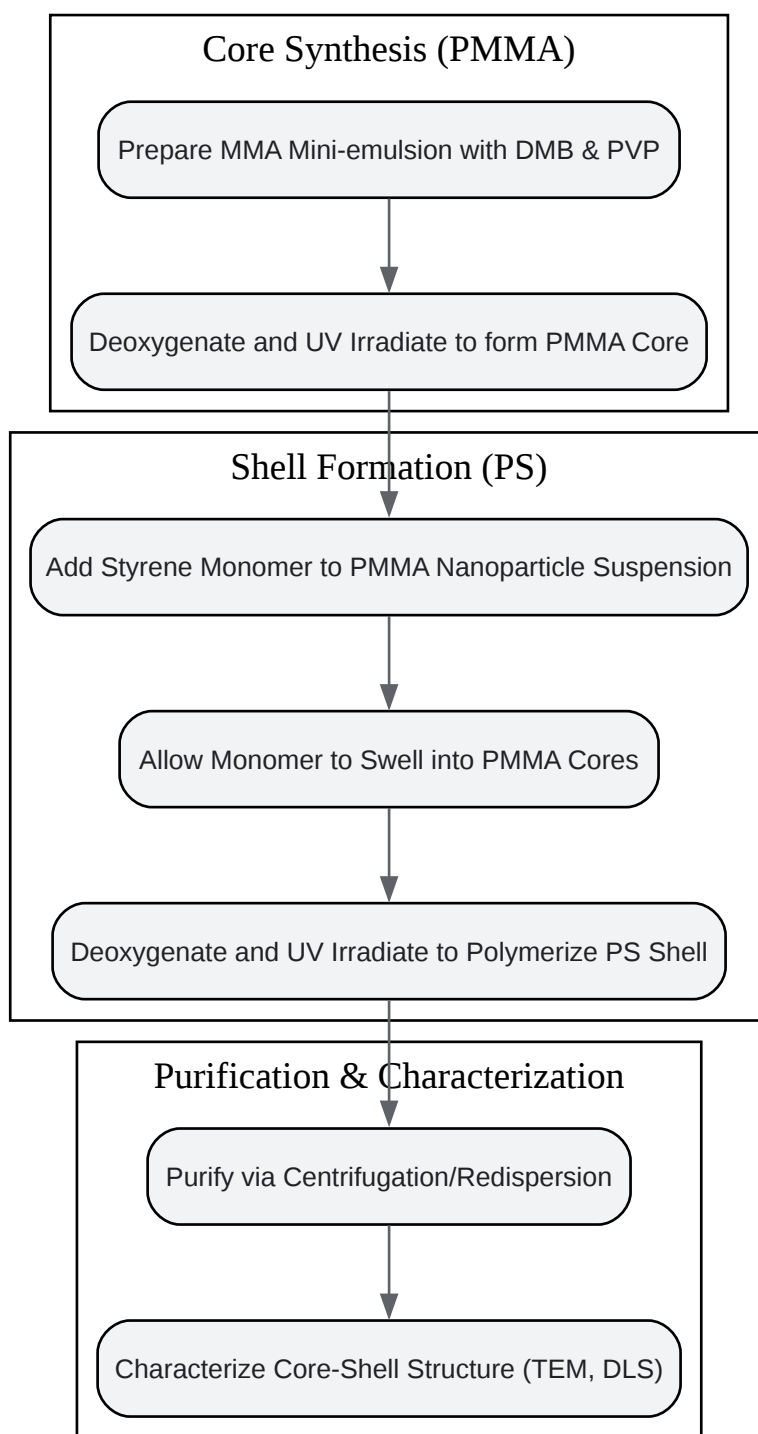 Core Synthesis (PMMA)
Prepare MMA Mini-emulsion with DMB & PVP
Deoxygenate and UV Irradiate to form PMMA Core
Shell Formation (PS)
Add Styrene Monomer to PMMA Nanoparticle Suspension
Allow Monomer to Swell into PMMA Cores
Deoxygenate and UV Irradiate to Polymerize PS Shell
Purification & Characterization
Purify via Centrifugation/Redispersion
Characterize Core-Shell Structure (TEM, DLS)